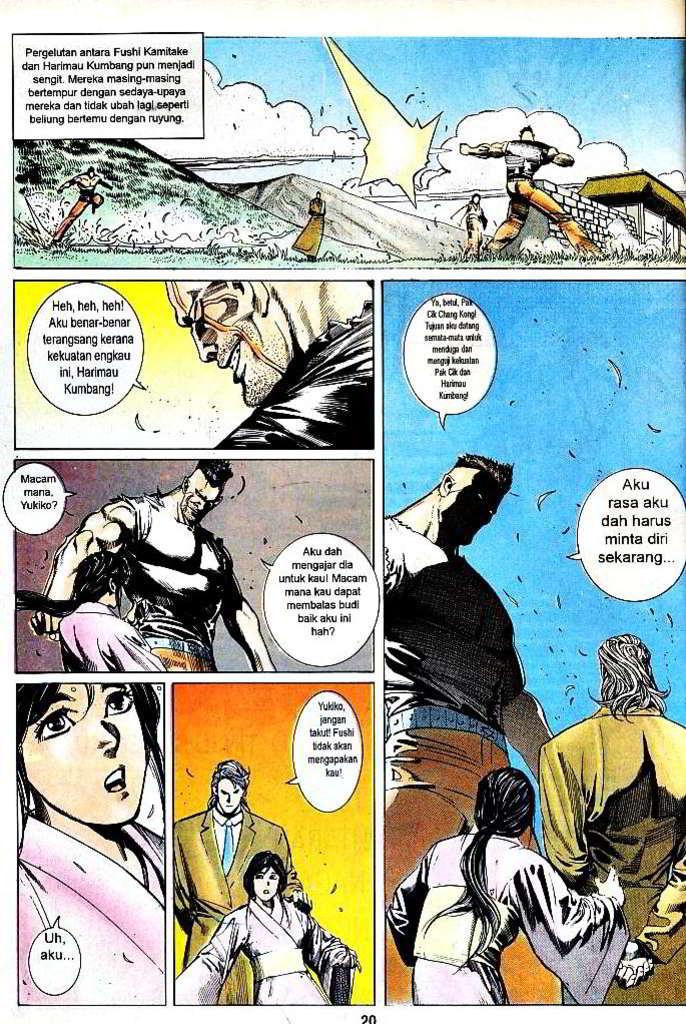 Pergelutan antara Fushi Kamitake
dan Harimau Kumbang pun menjadi
sengit. Mereka masing-masing
bertempur dengan sedaya-upaya
mereka dan tidak ubah lagi seperti
beliung bertemu dengan ruyung.
Heh, heh, heh!
Aku benar-benar
terangsang kerana
kekuatan engkau
ini, Harimau
Kumbang!
Macam
mana,
Yukiko?
Aku dah
mengajar dia
untuk kau! Macam
mana kau dapat
membalas budi
baik aku ini
hah?
Uh,
aku...
Yukiko,
jangan
takut! Fushi
tidak akan
mengapakan
kau!
Ya, betul, Pak
Cik Chang Kong!
Tujuan aku datang
semata-mata untuk
menduga dan
menguji kekuatan
Pak Cik dan
Harimau
Kumbang!
Aku
rasa aku
dah harus
minta diri
sekarang...
20